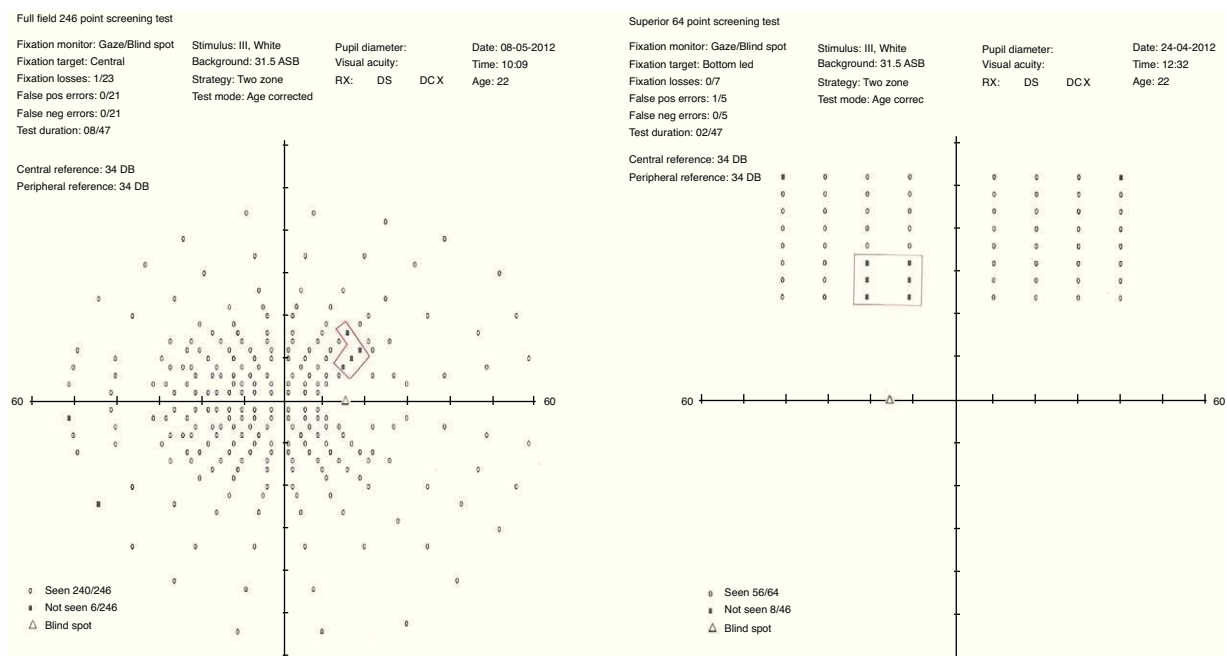 Full field 246 point screening test
Fixation monitor: Gaze/Blind spot
Fixation target: Central
Fixation losses: 1/23
False pos errors: 0/21
False neg errors: 0/21
Test duration: 08/47
Stimulus: III, White
Background: 31.5 ASB
Strategy: Two zone
Test mode: Age corrected
Pupil diameter:
Visual acuity:
RX: DS DC X
Date: 08-05-2012
Time: 10:09
Age: 22
Central reference: 34 DB
Peripheral reference: 34 DB
60 60
Seen 240/246
Not seen 6/246
Blind spot
Superior 64 point screening test
Fixation monitor: Gaze/Blind spot
Fixation target: Bottom led
Fixation losses: 0/7
False pos errors: 1/5
False neg errors: 0/5
Test duration: 02/47
Stimulus: III, White
Background: 31.5 ASB
Strategy: Two zone
Test mode: Age correc
Pupil diameter:
Visual acuity:
RX: DS DC X
Date: 24-04-2012
Time: 12:32
Age: 22
Central reference: 34 DB
Peripheral reference: 34 DB
60 60
Seen 56/64
Not seen 8/46
Blind spot